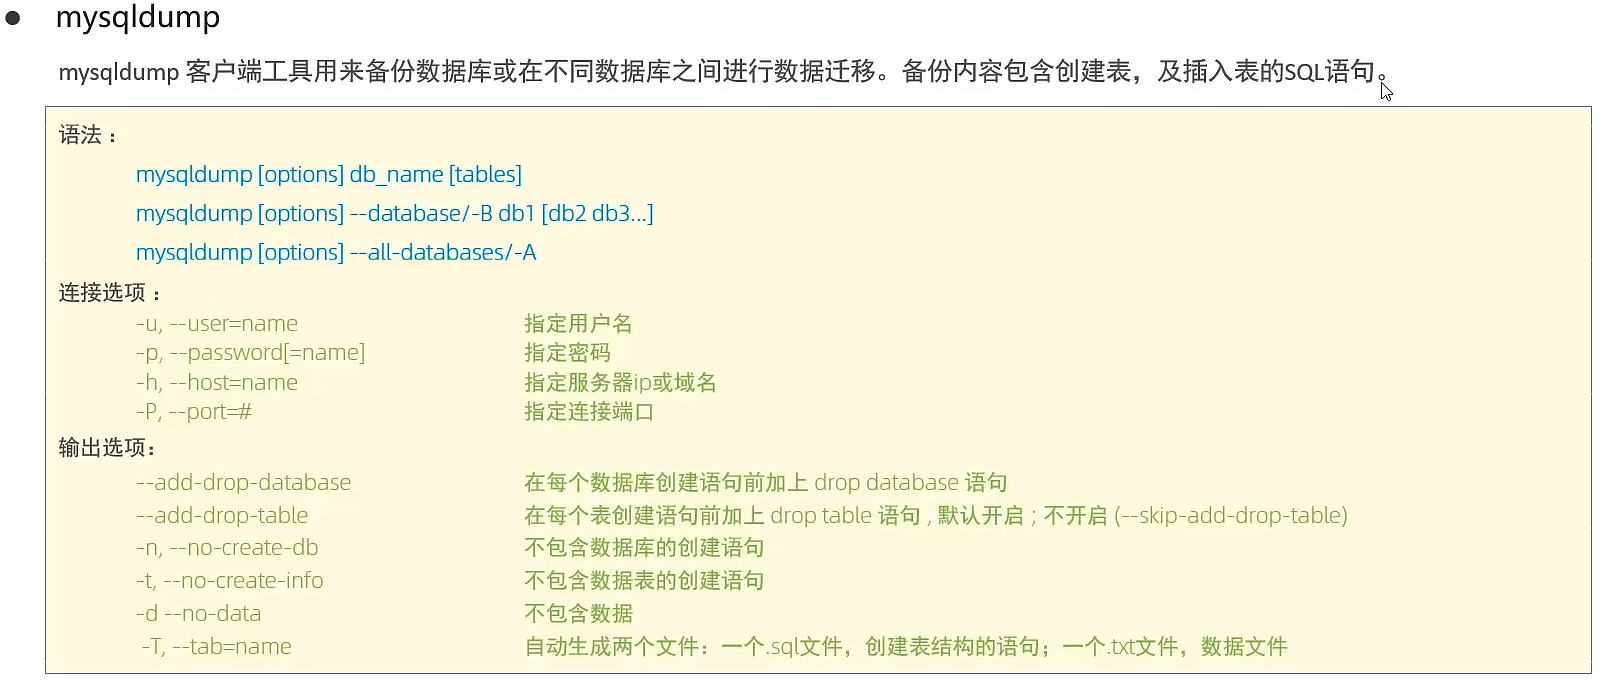 ● mysqldump
mysqldump 客户端工具用来备份数据库或在不同数据库之间进行数据迁移。备份内容包含创建表，及插入表的SQL语句。
语法：
mysqldump [options] db_name [tables]
mysqldump [options] --database/-B db1 [db2 db3...]
mysqldump [options] --all-databases/-A
连接选项：
-u, --user=name 指定用户名
-p, --password[=name] 指定密码
-h, --host=name 指定服务器ip或域名
-P, --port=# 指定连接端口
输出选项：
--add-drop-database 在每个数据库创建语句前加上 drop database 语句
--add-drop-table 在每个表创建语句前加上 drop table 语句 , 默认开启 ; 不开启 (--skip-add-drop-table)
-n, --no-create-db 不包含数据库的创建语句
-t, --no-create-info 不包含数据表的创建语句
-d --no-data 不包含数据
-T, --tab=name 自动生成两个文件：一个.sql文件，创建表结构的语句；一个.txt文件，数据文件